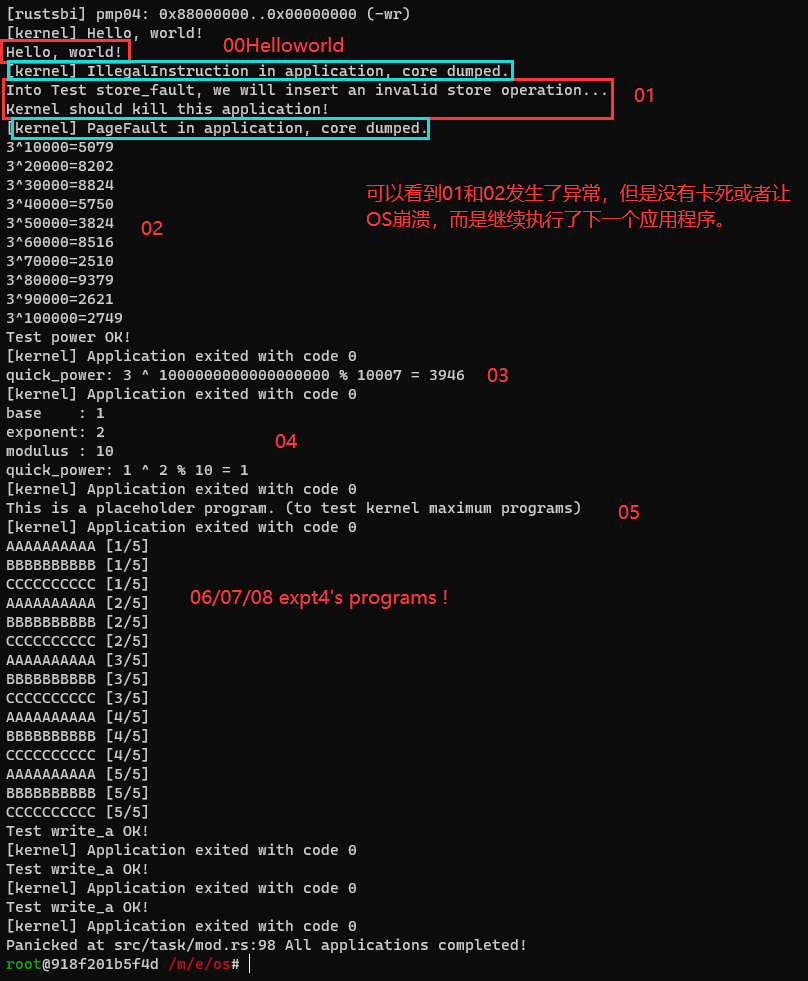 [rustsbi] pmp04: 0x88000000..0x00000000 (-wr)
[kernel] Hello, world!
Hello, world!
00Helloworld
[kernel] IllegalInstruction in application, core dumped.
Into Test store_fault, we will insert an invalid store operation...
Kernel should kill this application!
01
[kernel] PageFault in application, core dumped.
3^10000=5079
3^20000=8202
3^30000=8824
3^40000=5750
3^50000=3824
3^60000=8516
3^70000=2510
3^80000=9379
3^90000=2621
3^100000=2749
02
可以看到01和02发生了异常，但是没有卡死或者让
OS崩溃，而是继续执行了下一个应用程序。
Test power OK!
[kernel] Application exited with code 0
quick_power: 3 ^ 1000000000000000000 % 10007 = 3946
03
[kernel] Application exited with code 0
base    : 1
exponent: 2
modulus : 10
04
quick_power: 1 ^ 2 % 10 = 1
[kernel] Application exited with code 0
This is a placeholder program. (to test kernel maximum programs)
05
[kernel] Application exited with code 0
AAAAAAAAAA [1/5]
BBBBBBBBBB [1/5]
CCCCCCCCCC [1/5]
AAAAAAAAAA [2/5]
BBBBBBBBBB [2/5]
CCCCCCCCCC [2/5]
AAAAAAAAAA [3/5]
BBBBBBBBBB [3/5]
CCCCCCCCCC [3/5]
AAAAAAAAAA [4/5]
BBBBBBBBBB [4/5]
CCCCCCCCCC [4/5]
AAAAAAAAAA [5/5]
BBBBBBBBBB [5/5]
CCCCCCCCCC [5/5]
06/07/08 expt4's programs !
Test write_a OK!
[kernel] Application exited with code 0
Test write_a OK!
[kernel] Application exited with code 0
Test write_a OK!
[kernel] Application exited with code 0
Panicked at src/task/mod.rs:98 All applications completed!
root@918f201b5f4d /m/e/os#